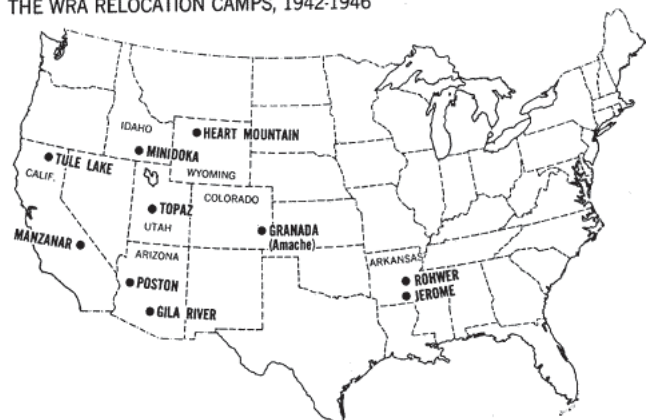 THE WRA RELOCATION CAMPS, 1942-1946
IDAHO
HEART MOUNTAIN
MINIDOKA
TULE LAKE
CALIF.
WYOMING
COLORADO
TOPAZ
UTAH
GRANADA
(Amache)
MANZANAR
ARIZONA
ARKANSAS
ROHWER
JEROME
POSTON
GILA RIVER